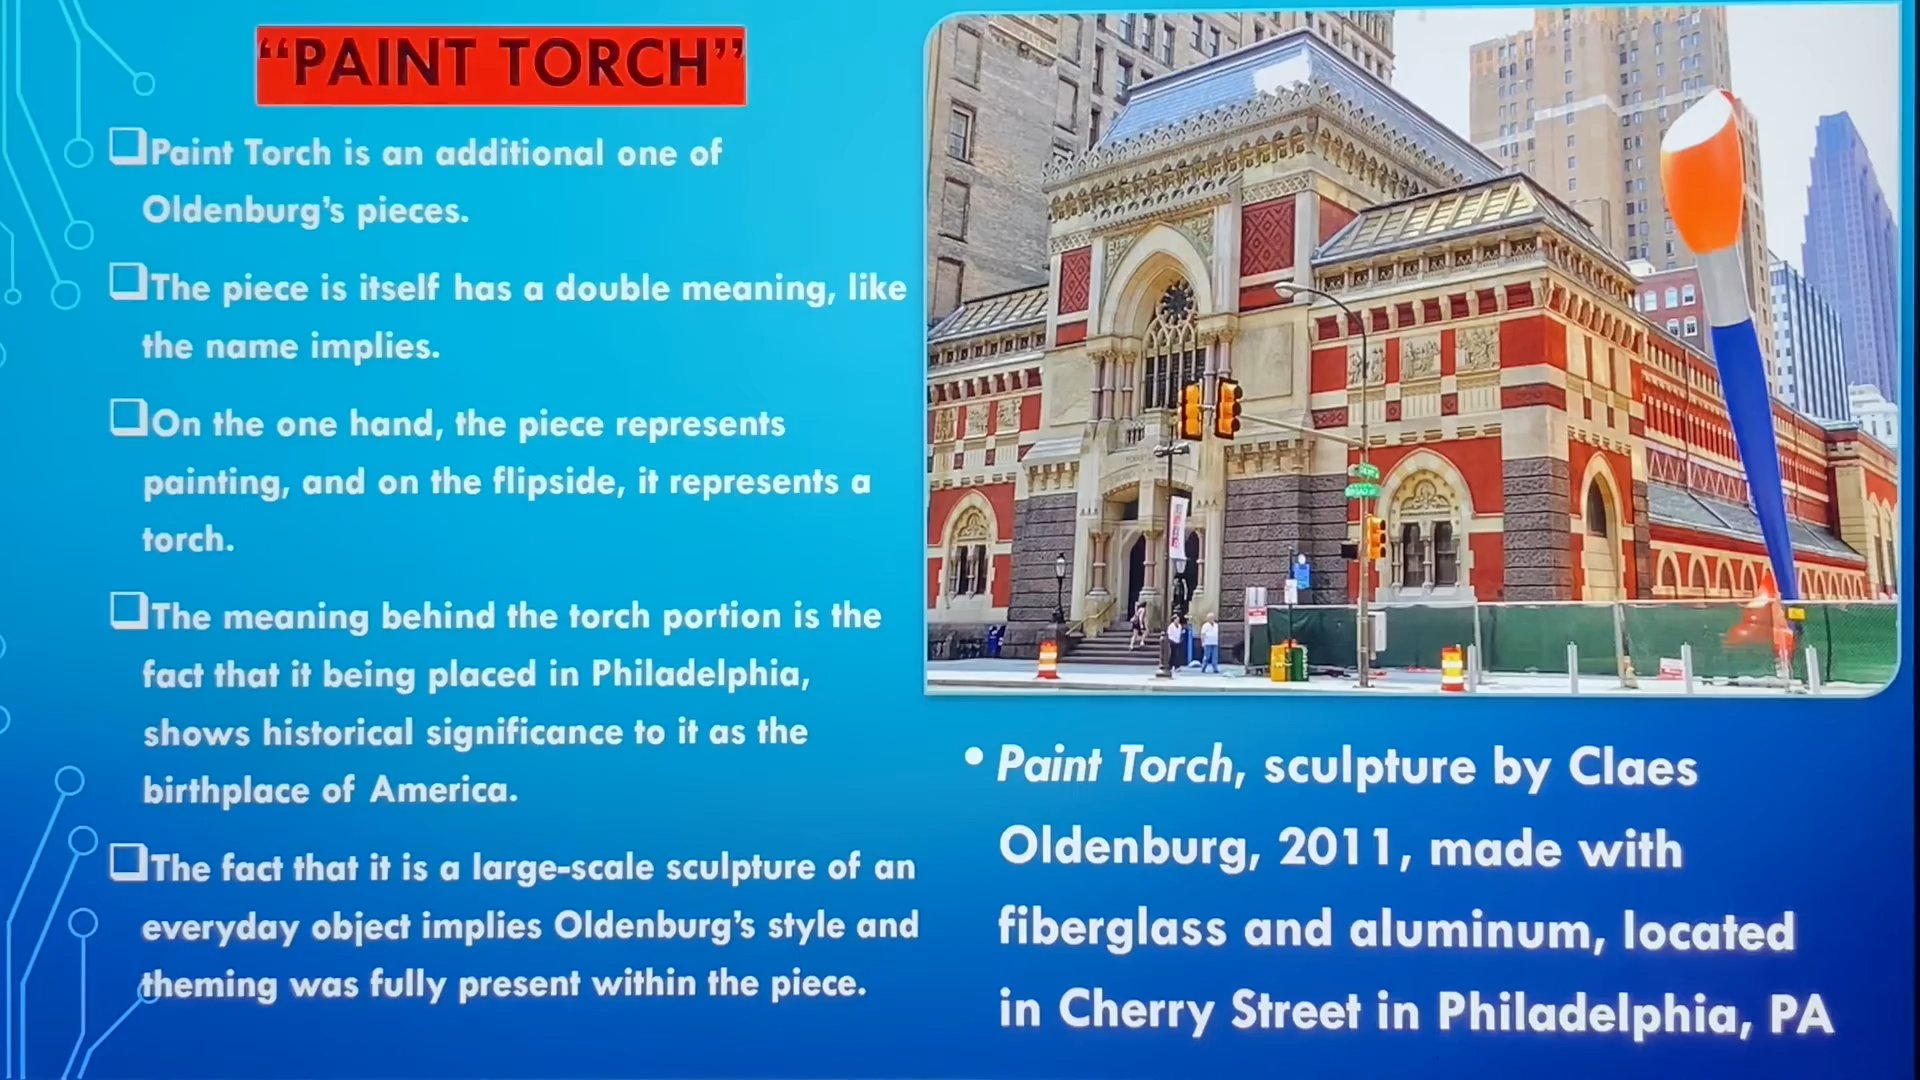 “PAINT TORCH”
Paint Torch is an additional one of
Oldenburg’s pieces.
The piece is itself has a double meaning, like
the name implies.
On the one hand, the piece represents
painting, and on the flipside, it represents a
torch.
The meaning behind the torch portion is the
fact that it being placed in Philadelphia,
shows historical significance to it as the
birthplace of America.
The fact that it is a large-scale sculpture of an
everyday object implies Oldenburg’s style and
theming was fully present within the piece.
• Paint Torch, sculpture by Claes
Oldenburg, 2011, made with
fiberglass and aluminum, located
in Cherry Street in Philadelphia, PA